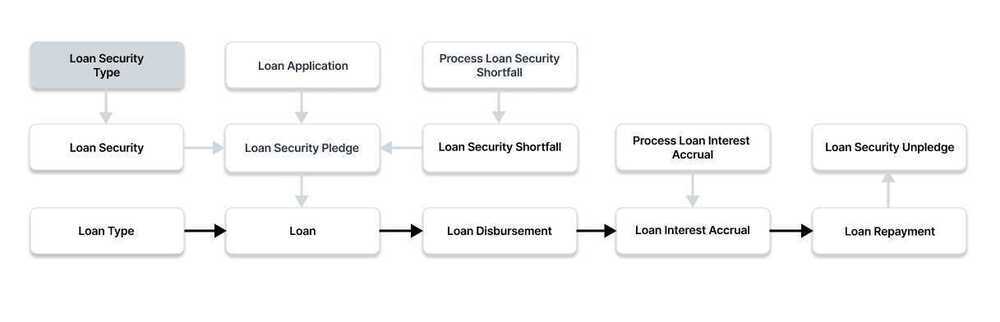 Loan Security
Type
Loan Application
Process Loan Security
Shortfall
Loan Security
Loan Security Pledge
Loan Security Shortfall
Process Loan Interest
Accrual
Loan Security Unpledge
Loan Type
Loan
Loan Disbursement
Loan Interest Accrual
Loan Repayment